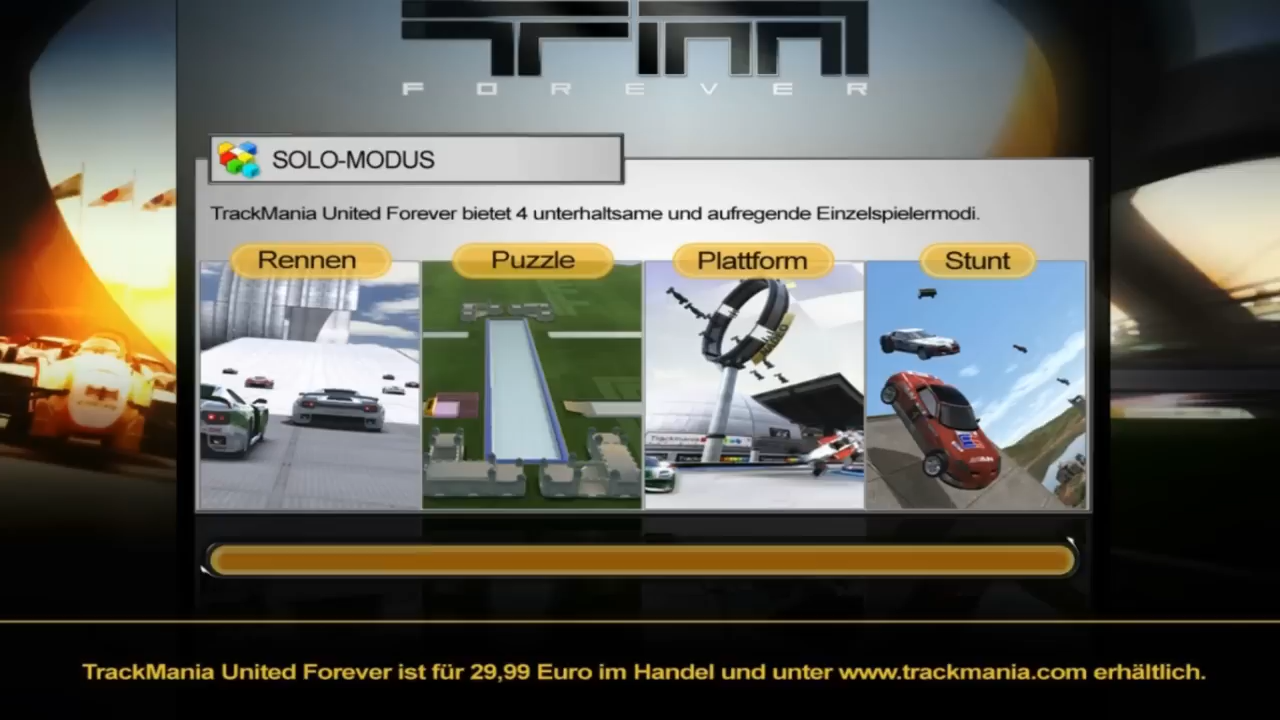 FOREVER
SOLO-MODUS
TrackMania United Forever bietet 4 unterhaltsame und aufregende Einzelspielermodi.
Rennen
Puzzle
Plattform
Stunt
TrackMania
TrackMania United Forever ist für 29,99 Euro im Handel und unter www.trackmania.com erhältlich.